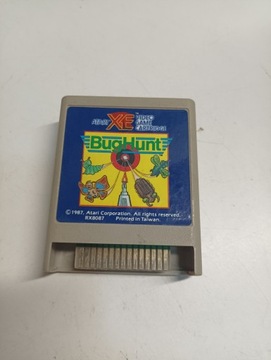 ATARI XE VIDEO GAME CARTRIDGE
BugHunt
© 1987, Atari Corporation. All rights reserved.
RX8087 Printed in Taiwan.